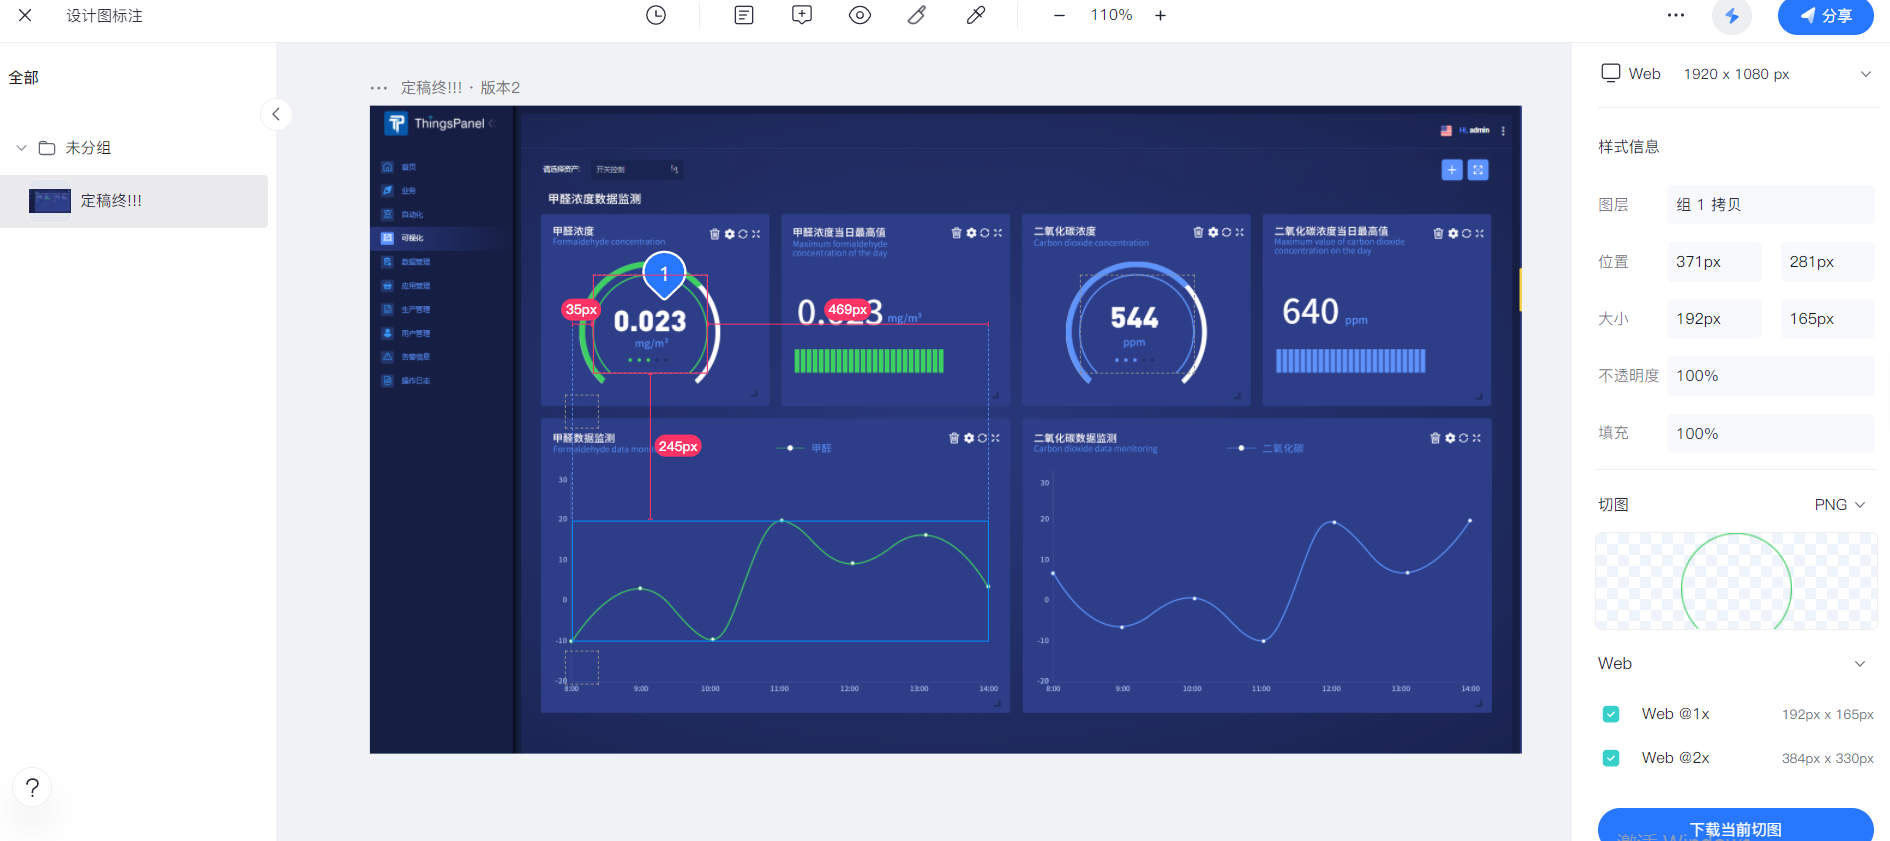 设计图标注
110%
分享
全部
未分组
定稿终!!!
定稿终!!! · 版本2
ThingsPanel
Hi, admin
首页
业务
自动化
可视化
数据管理
应用管理
生产管理
用户管理
告警信息
操作日志
请选择资产:
开关控制
甲醛浓度数据监测
甲醛浓度
Formaldehyde concentration
1
35px
0.023
mg/m³
甲醛浓度当日最高值
Maximum formaldehyde
concentration of the day
469px
mg/m³
二氧化碳浓度
Carbon dioxide concentration
544
ppm
二氧化碳浓度当日最高值
Maximum value of carbon dioxide
concentration on the day
640 ppm
245px
甲醛数据监测
Formaldehyde data
甲醛
30
20
10
0
-10
-20
8:00
9:00
10:00
11:00
12:00
13:00
14:00
二氧化碳数据监测
Carbon dioxide data monitoring
二氧化碳
30
20
10
0
-10
-20
8:00
9:00
10:00
11:00
12:00
13:00
14:00
Web 1920 x 1080 px
样式信息
图层 组 1 拷贝
位置 371px 281px
大小 192px 165px
不透明度 100%
填充 100%
切图 PNG
Web
Web @1x 192px x 165px
Web @2x 384px x 330px
下载当前切图
?